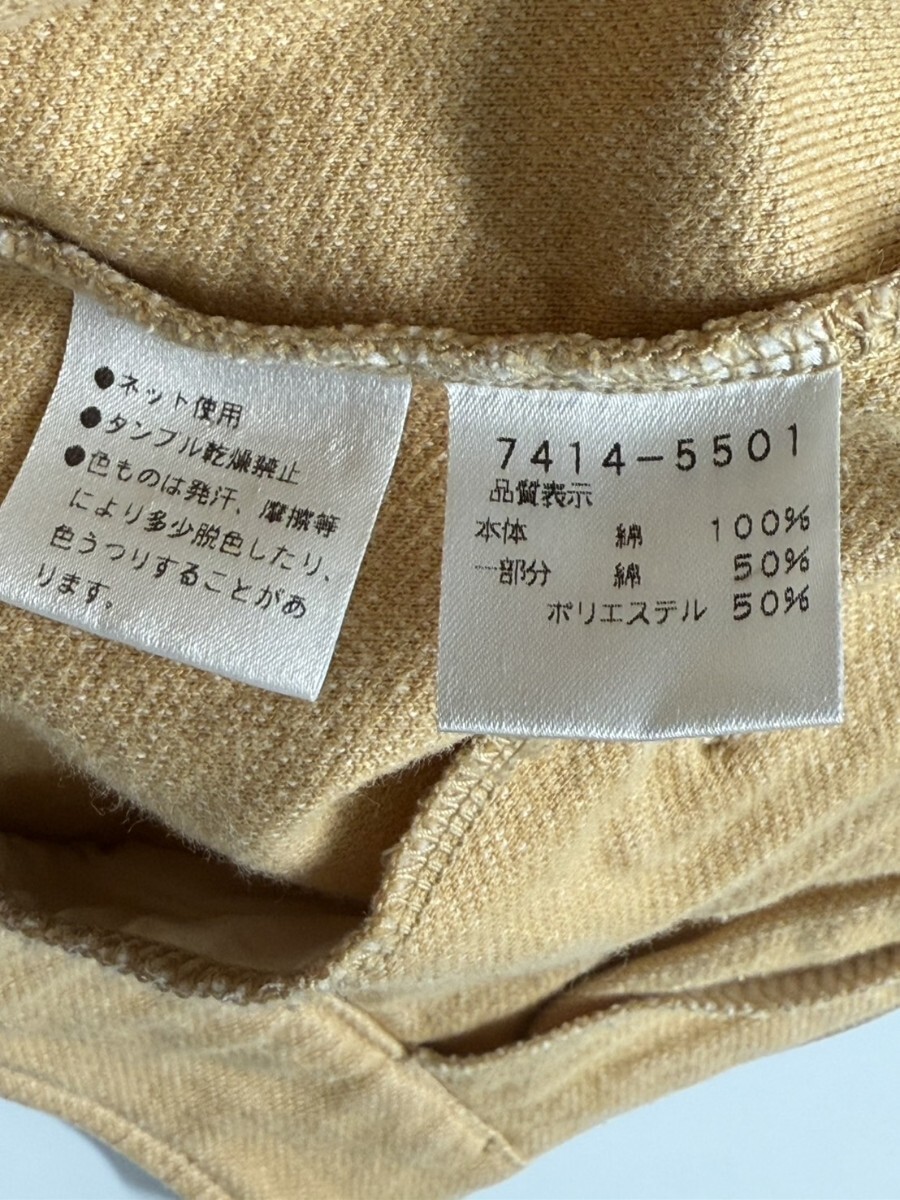 ●ネット使用
●タンブル乾燥禁止
●色ものは発汗、摩擦等
により多少脱色したり、
色うつりすることがあ
ります。
7414-5501
品質表示
本体 綿 100%
一部分 綿 50%
ポリエステル 50%